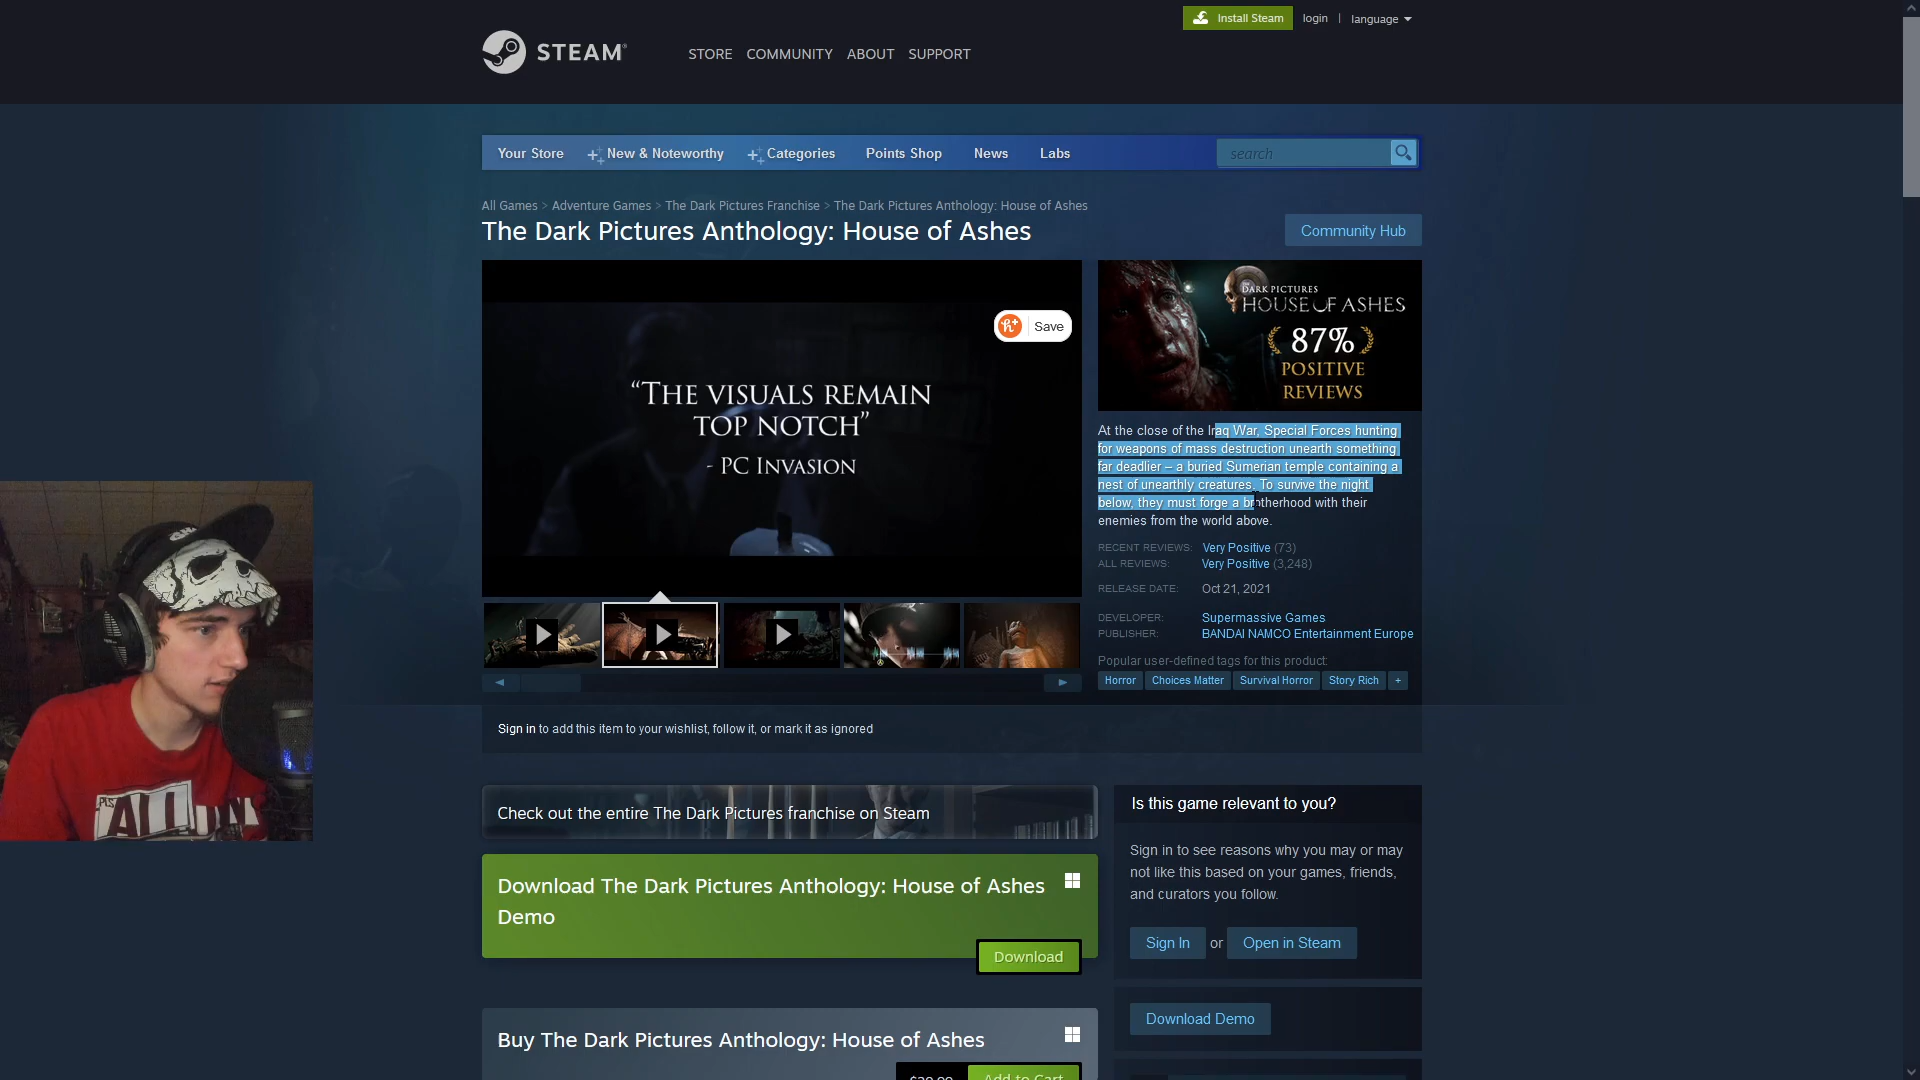 Install Steam login | language
STEAM®
STORE COMMUNITY ABOUT SUPPORT
Your Store New & Noteworthy Categories Points Shop News Labs search
All Games > Adventure Games > The Dark Pictures Franchise > The Dark Pictures Anthology: House of Ashes
The Dark Pictures Anthology: House of Ashes
Community Hub
“THE VISUALS REMAIN
TOP NOTCH”
- PC INVASION
Save
DARK PICTURES
HOUSE OF ASHES
87%
POSITIVE
REVIEWS
At the close of the Iraq War, Special Forces hunting
for weapons of mass destruction unearth something
far deadlier – a buried Sumerian temple containing a
nest of unearthly creatures. To survive the night
below, they must forge a brotherhood with their
enemies from the world above.
RECENT REVIEWS: Very Positive (73)
ALL REVIEWS: Very Positive (3,248)
RELEASE DATE: Oct 21, 2021
DEVELOPER: Supermassive Games
PUBLISHER: BANDAI NAMCO Entertainment Europe
Popular user-defined tags for this product:
Horror Choices Matter Survival Horror Story Rich +
Sign in to add this item to your wishlist, follow it, or mark it as ignored
Check out the entire The Dark Pictures franchise on Steam
Download The Dark Pictures Anthology: House of Ashes
Demo
Download
Buy The Dark Pictures Anthology: House of Ashes
Add to Cart
Is this game relevant to you?
Sign in to see reasons why you may or may
not like this based on your games, friends,
and curators you follow.
Sign In or Open in Steam
Download Demo